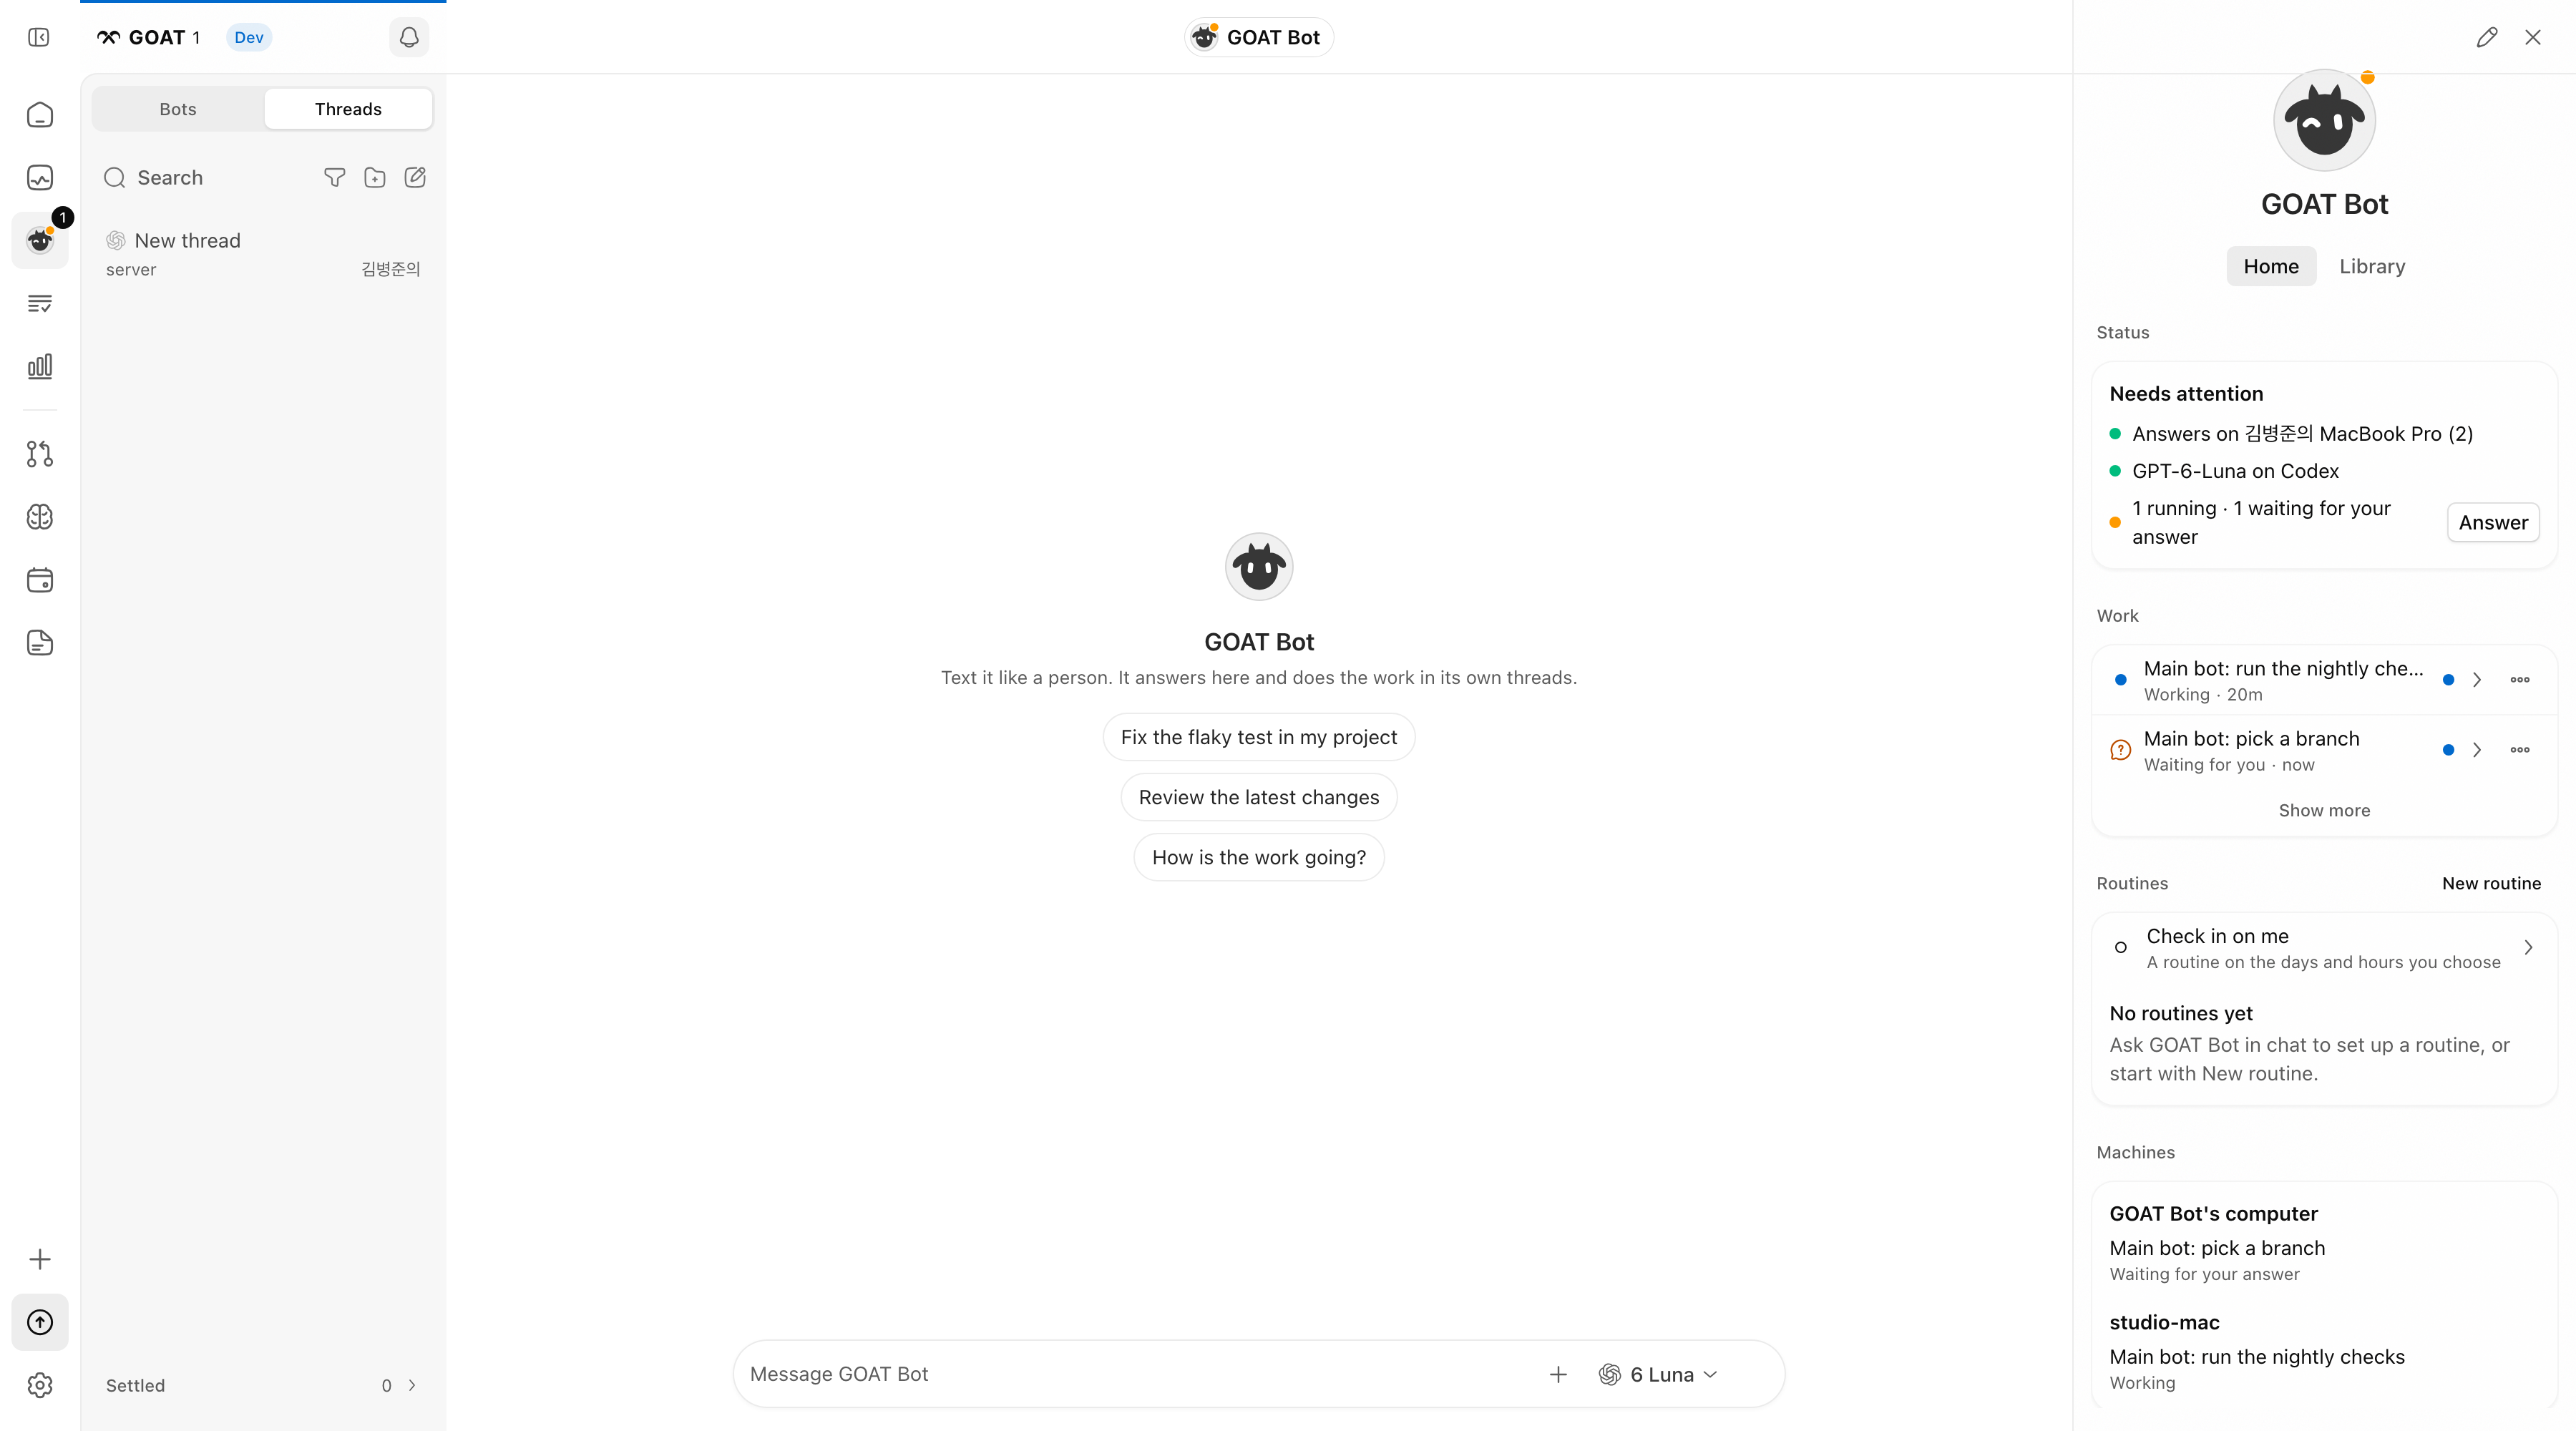 GOAT 1 Dev
GOAT Bot
Bots
Threads
Search
1
New thread
server
김병준의
Settled
0
GOAT Bot
Text it like a person. It answers here and does the work in its own threads.
Fix the flaky test in my project
Review the latest changes
How is the work going?
Message GOAT Bot
6 Luna
GOAT Bot
Home
Library
Status
Needs attention
Answers on 김병준의 MacBook Pro (2)
GPT-6-Luna on Codex
1 running · 1 waiting for your
answer
Answer
Work
Main bot: run the nightly che...
Working · 20m
Main bot: pick a branch
Waiting for you · now
Show more
Routines
New routine
Check in on me
A routine on the days and hours you choose
No routines yet
Ask GOAT Bot in chat to set up a routine, or
start with New routine.
Machines
GOAT Bot's computer
Main bot: pick a branch
Waiting for your answer
studio-mac
Main bot: run the nightly checks
Working